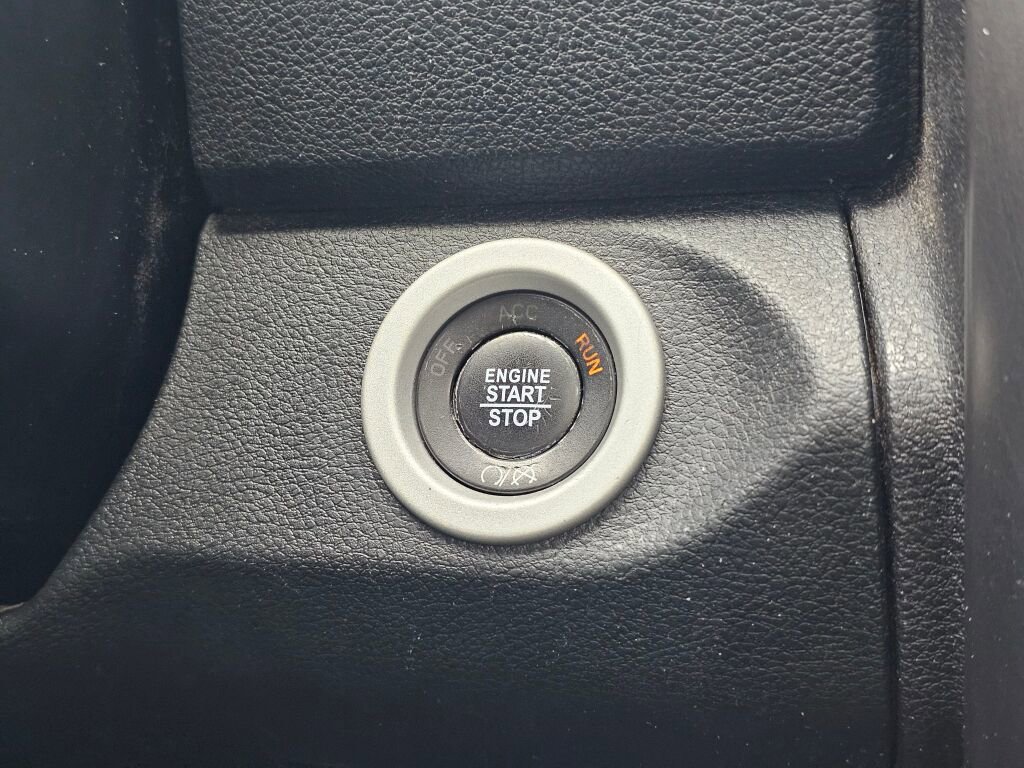 ACC
OFF
RUN
ENGINE
START
STOP